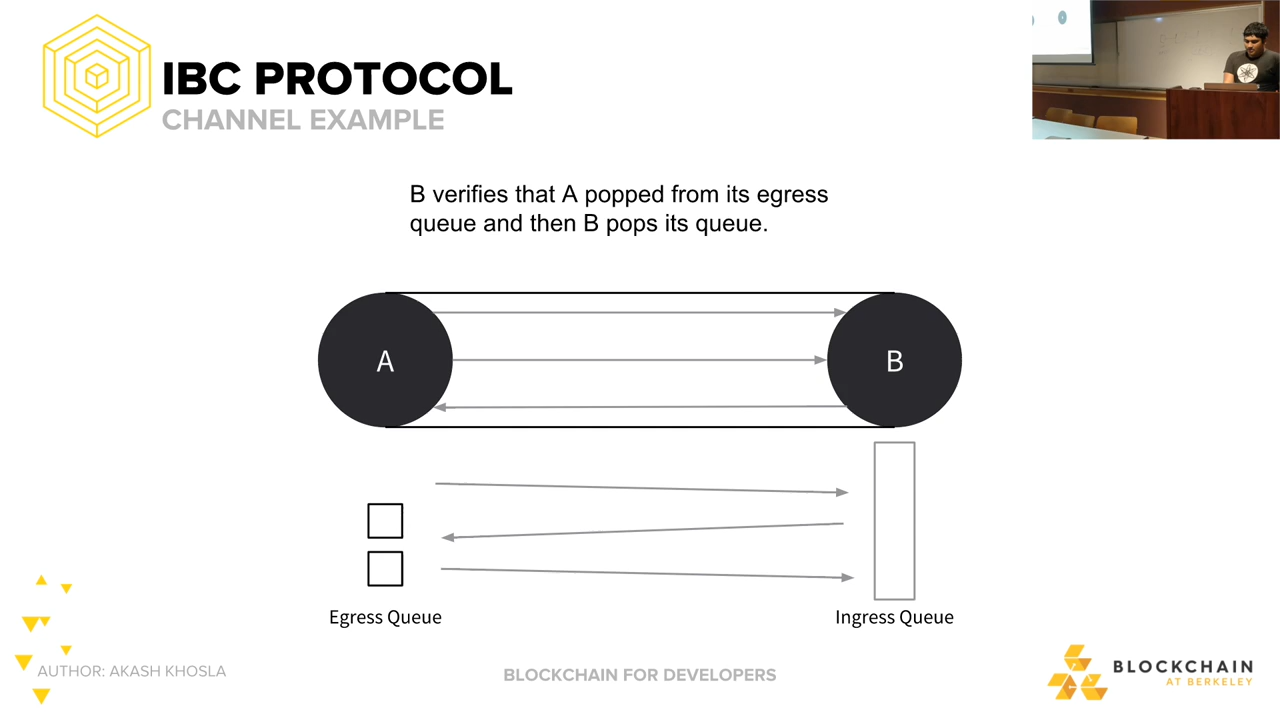 IBC PROTOCOL
CHANNEL EXAMPLE
B verifies that A popped from its egress
queue and then B pops its queue.
A
B
Egress Queue
Ingress Queue
AUTHOR: AKASH KHOSLA
BLOCKCHAIN FOR DEVELOPERS
BLOCKCHAIN
AT BERKELEY